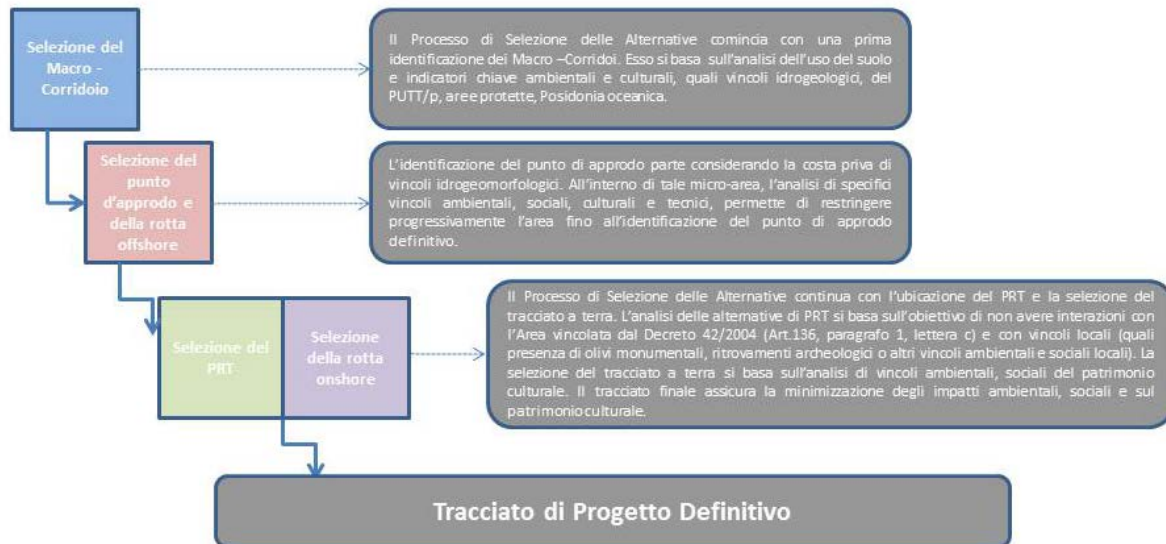 Selezione del
Macro -
Corridoio
Il Processo di Selezione delle Alternative comincia con una prima
identificazione dei Macro –Corridoi. Esso si basa sull'analisi dell'uso del suolo
e indicatori chiave ambientali e culturali, quali vincoli idrogeologici, del
PUTT/p, aree protette, Posidonia oceanica.
Selezione del
punto
d'approdo e
della rotta
offshore
L'identificazione del punto di approdo parte considerando la costa priva di
vincoli idrogeomorfologici. All'interno di tale micro-area, l'analisi di specifici
vincoli ambientali, sociali, culturali e tecnici, permette di restringere
progressivamente l'area fino all'identificazione del punto di approdo
definitivo.
Selezione del
PRT
Selezione
della rotta
onshore
Il Processo di Selezione delle Alternative continua con l'ubicazione del PRT e la selezione del
tracciato a terra. L'analisi delle alternative di PRT si basa sull'obiettivo di non avere interazioni con
l'Area vincolata dal Decreto 42/2004 (Art.136, paragrafo 1, lettera c) e con vincoli locali (quali
presenza di olivi monumentali, ritrovamenti archeologici o altri vincoli ambientali e sociali locali). La
selezione del tracciato a terra si basa sull'analisi di vincoli ambientali, sociali del patrimonio
culturale. Il tracciato finale assicura la minimizzazione degli impatti ambientali, sociali e sul
patrimonio culturale.
Tracciato di Progetto Definitivo